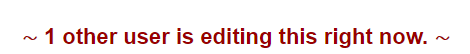 ~ 1 other user is editing this right now. ~